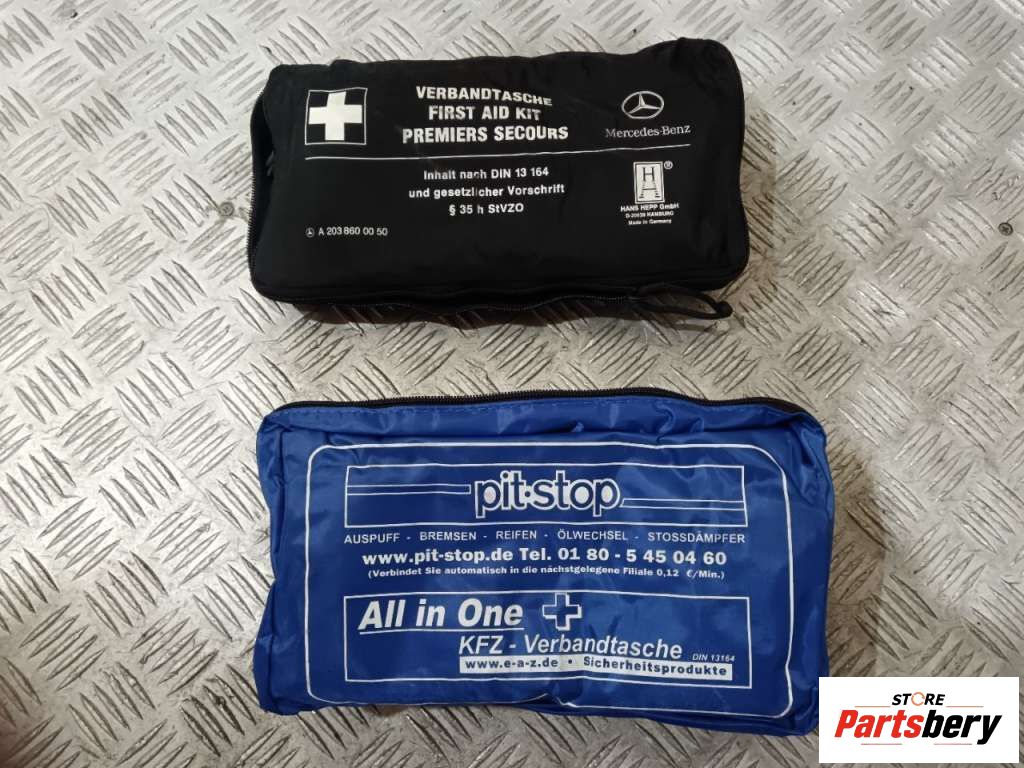 VERBANDTASCHE
FIRST AID KIT
PREMIERS SECOURS
Mercedes-Benz
Inhalt nach DIN 13 164
und gesetzlicher Vorschrift
§ 35 h StVZO
H
A
®
HANS HEPP GmbH
D-20539 HAMBURG
Made in Germany
A 203 860 00 50
pit·stop
AUSPUFF - BREMSEN - REIFEN - ÖLWECHSEL - STOSSDÄMPFER
www.pit-stop.de Tel. 01 80 - 5 45 04 60
(Verbindet Sie automatisch in die nächstgelegene Filiale 0,12 €/Min.)
All in One
KFZ - Verbandtasche
DIN 13164
www.e-a-z.de • Sicherheitsprodukte
STORE
Partsbery